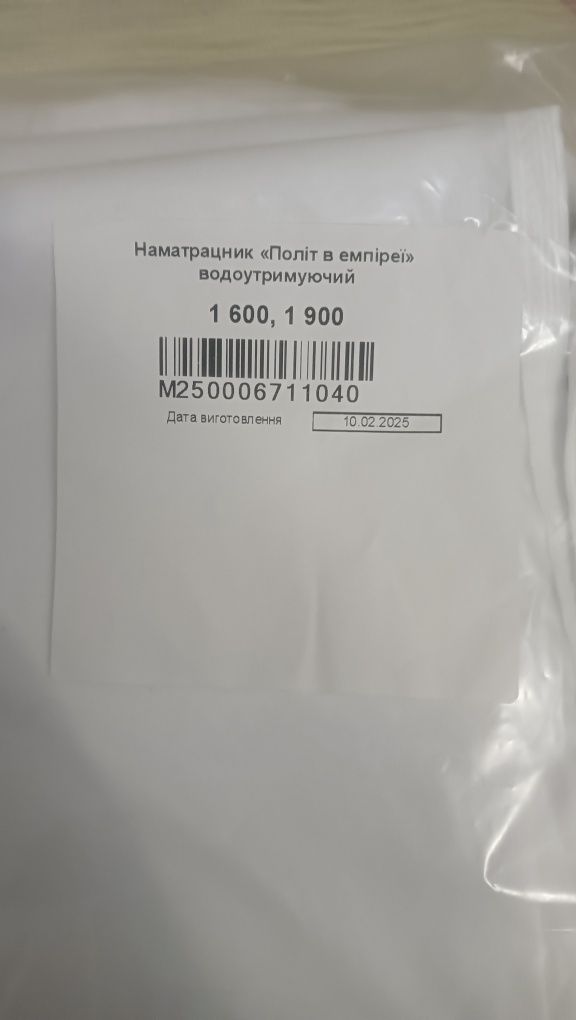 Наматрацник «Політ в емпіреї»
водоутримуючий
1 600, 1 900
M250006711040
Дата виготовлення 10.02.2025